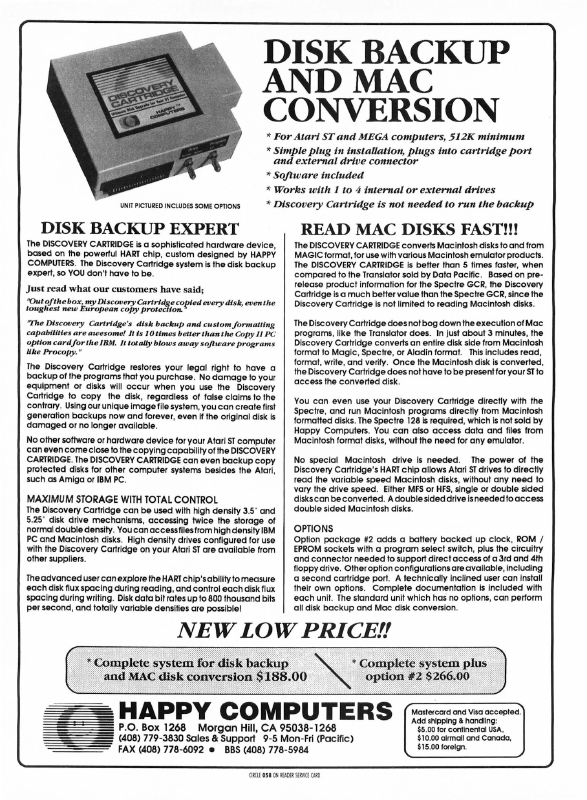 DISCOVERY
CARTRIDGE
HAPPY
COMPUTERS
UNIT PICTURED INCLUDES SOME OPTIONS
DISK BACKUP
AND MAC
CONVERSION
* For Atari ST and MEGA computers, 512K minimum
* Simple plug in installation, plugs into cartridge port
and external drive connector
* Software included
* Works with 1 to 4 internal or external drives
* Discovery Cartridge is not needed to run the backup
DISK BACKUP EXPERT
The DISCOVERY CARTRIDGE is a sophisticated hardware device,
based on the powerful HART chip, custom designed by HAPPY
COMPUTERS. The Discovery Cartridge system is the disk backup
expert, so YOU don't have to be.
Just read what our customers have said;
"Out of the box, my Discovery Cartridge copied every disk, even the
toughest new European copy protection."
"The Discovery Cartridge's disk backup and custom formatting
capabilities are awesome! It is 10 times better than the Copy II PC
option card for the IBM. It totally blows away software programs
like Procopy."
The Discovery Cartridge restores your legal right to have a
backup of the programs that you purchase. No damage to your
equipment or disks will occur when you use the Discovery
Cartridge to copy the disk, regardless of false claims to the
contrary. Using our unique image file system, you can create first
generation backups now and forever, even if the original disk is
damaged or no longer available.
No other software or hardware device for your Atari ST computer
can even come close to the copying capability of the DISCOVERY
CARTRIDGE. The DISCOVERY CARTRIDGE can even backup copy
protected disks for other computer systems besides the Atari,
such as Amiga or IBM PC.
MAXIMUM STORAGE WITH TOTAL CONTROL
The Discovery Cartridge can be used with high density 3.5" and
5.25" disk drive mechanisms, accessing twice the storage of
normal double density. You can access files from high density IBM
PC and Macintosh disks. High density drives configured for use
with the Discovery Cartridge on your Atari ST are available from
other suppliers.
The advanced user can explore the HART chip's ability to measure
each disk flux spacing during reading, and control each disk flux
spacing during writing. Disk data bit rates up to 800 thousand bits
per second, and totally variable densities are possible!
READ MAC DISKS FAST!!!
The DISCOVERY CARTRIDGE converts Macintosh disks to and from
MAGIC format, for use with various Macintosh emulator products.
The DISCOVERY CARTRIDGE is better than 5 times faster, when
compared to the Translator sold by Data Pacific. Based on pre-
release product information for the Spectre GCR, the Discovery
Cartridge is a much better value than the Spectre GCR, since the
Discovery Cartridge is not limited to reading Macintosh disks.
The Discovery Cartridge does not bog down the execution of Mac
programs, like the Translator does. In just about 3 minutes, the
Discovery Cartridge converts an entire disk side from Macintosh
format to Magic, Spectre, or Aladin format. This includes read,
format, write, and verify. Once the Macintosh disk is converted,
the Discovery Cartridge does not have to be present for your ST to
access the converted disk.
You can even use your Discovery Cartridge directly with the
Spectre, and run Macintosh programs directly from Macintosh
formatted disks. The Spectre 128 is required, which is not sold by
Happy Computers. You can also access data and files from
Macintosh format disks, without the need for any emulator.
No special Macintosh drive is needed. The power of the
Discovery Cartridge's HART chip allows Atari ST drives to directly
read the variable speed Macintosh disks, without any need to
vary the drive speed. Either MFS or HFS, single or double sided
disks can be converted. A double sided drive is needed to access
double sided Macintosh disks.
OPTIONS
Option package #2 adds a battery backed up clock, ROM /
EPROM sockets with a program select switch, plus the circuitry
and connector needed to support direct access of a 3rd and 4th
floppy drive. Other option configurations are available, including
a second cartridge port. A technically inclined user can install
their own options. Complete documentation is included with
each unit. The standard unit which has no options, can perform
all disk backup and Mac disk conversion.
NEW LOW PRICE!!
* Complete system for disk backup
and MAC disk conversion $188.00
* Complete system plus
option #2 $266.00
HAPPY COMPUTERS
P.O. Box 1268 Morgan Hill, CA 95038-1268
(408) 779-3830 Sales & Support 9-5 Mon-Fri (Pacific)
FAX (408) 778-6092 ● BBS (408) 778-5984
Mastercard and Visa accepted.
Add shipping & handling:
$5.00 for continental USA,
$10.00 airmail and Canada,
$15.00 foreign.
CIRCLE 058 ON READER SERVICE CARD